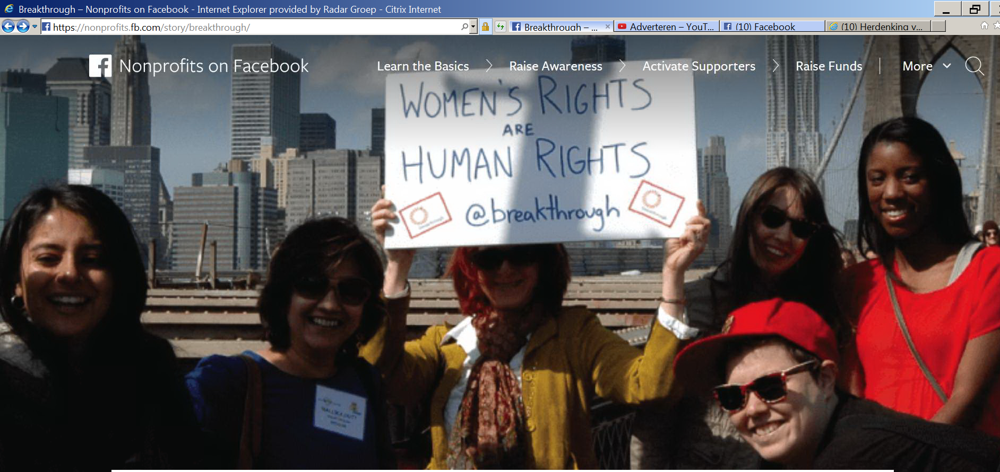 Breakthrough – Nonprofits on Facebook - Internet Explorer provided by Radar Groep - Citrix Internet
https://nonprofits.fb.com/story/breakthrough/
Breakthrough – ...
Adverteren – YouT...
(10) Facebook
(10) Herdenking v...
Nonprofits on Facebook
Learn the Basics
Raise Awareness
Activate Supporters
Raise Funds
More
WOMEN'S RIGHTS
ARE
HUMAN RIGHTS
@breakthrough